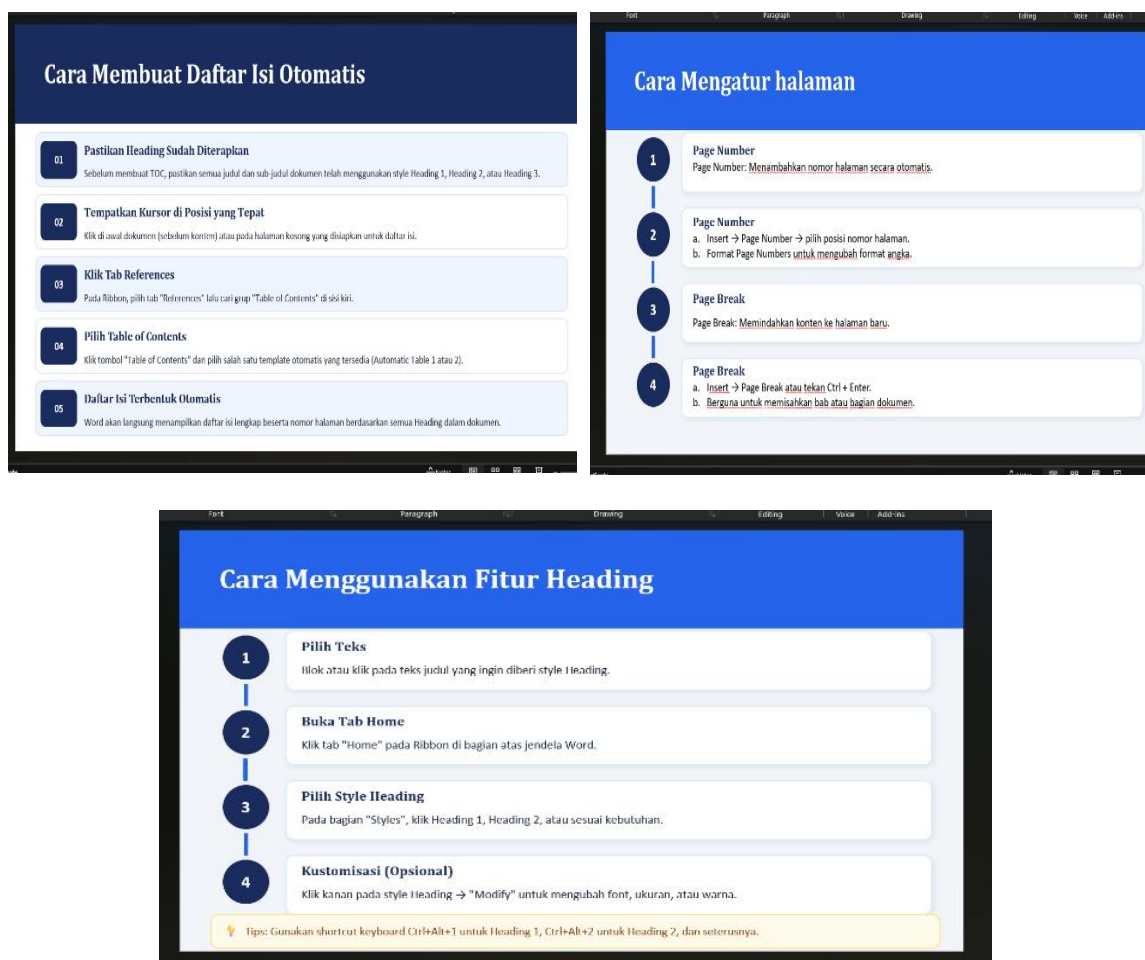 Cara Membuat Daftar Isi Otomatis
01
Pastikan Heading Sudah Diterapkan
Sebelum membuat TOC, pastikan semua judul dan sub-judul dokumen telah menggunakan style Heading 1, Heading 2, atau Heading 3.
02
Tempatkan Kursor di Posisi yang Tepat
Klik di awal dokumen (sebelum konten) atau pada halaman kosong yang disiapkan untuk daftar isi.
03
Klik Tab References
Pada Ribbon, pilih tab "References" lalu cari grup "Table of Contents" di sisi kiri.
04
Pilih Table of Contents
Klik tombol "Table of Contents" dan pilih salah satu template otomatis yang tersedia (Automatic Table 1 atau 2).
05
Daftar Isi Terbentuk Otomatis
Word akan langsung menampilkan daftar isi lengkap beserta nomor halaman berdasarkan semua Heading dalam dokumen.
Font Paragraph Drawing Editing Voice Add-ins
Cara Mengatur halaman
1
Page Number
Page Number: Menambahkan nomor halaman secara otomatis.
2
Page Number
a. Insert → Page Number → pilih posisi nomor halaman.
b. Format Page Numbers untuk mengubah format angka.
3
Page Break
Page Break: Memindahkan konten ke halaman baru.
4
Page Break
a. Insert → Page Break atau tekan Ctrl + Enter.
b. Berguna untuk memisahkan bab atau bagian dokumen.
Font Paragraph Drawing Editing Voice Add-ins
Cara Menggunakan Fitur Heading
1
Pilih Teks
Blok atau klik pada teks judul yang ingin diberi style Heading.
2
Buka Tab Home
Klik tab "Home" pada Ribbon di bagian atas jendela Word.
3
Pilih Style Heading
Pada bagian "Styles", klik Heading 1, Heading 2, atau sesuai kebutuhan.
4
Kustomisasi (Opsional)
Klik kanan pada style Heading → "Modify" untuk mengubah font, ukuran, atau warna.
Tips: Gunakan shortcut keyboard Ctrl+Alt+1 untuk Heading 1, Ctrl+Alt+2 untuk Heading 2, dan seterusnya.